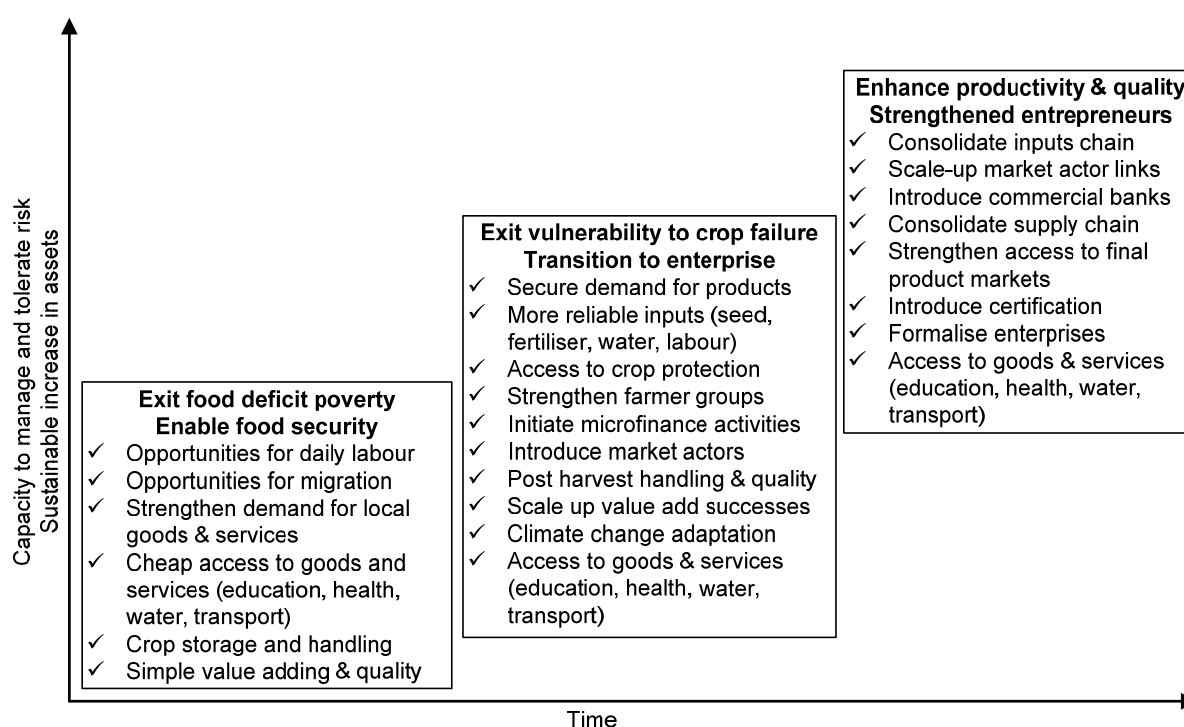 Capacity to manage and tolerate risk
Sustainable increase in assets
Exit food deficit poverty
Enable food security
✓ Opportunities for daily labour
✓ Opportunities for migration
✓ Strengthen demand for local
goods & services
✓ Cheap access to goods and
services (education, health,
water, transport)
✓ Crop storage and handling
✓ Simple value adding & quality
Exit vulnerability to crop failure
Transition to enterprise
✓ Secure demand for products
✓ More reliable inputs (seed,
fertiliser, water, labour)
✓ Access to crop protection
✓ Strengthen farmer groups
✓ Initiate microfinance activities
✓ Introduce market actors
✓ Post harvest handling & quality
✓ Scale up value add successes
✓ Climate change adaptation
✓ Access to goods & services
(education, health, water,
transport)
Enhance productivity & quality
Strengthened entrepreneurs
✓ Consolidate inputs chain
✓ Scale-up market actor links
✓ Introduce commercial banks
✓ Consolidate supply chain
✓ Strengthen access to final
product markets
✓ Introduce certification
✓ Formalise enterprises
✓ Access to goods & services
(education, health, water,
transport)
Time